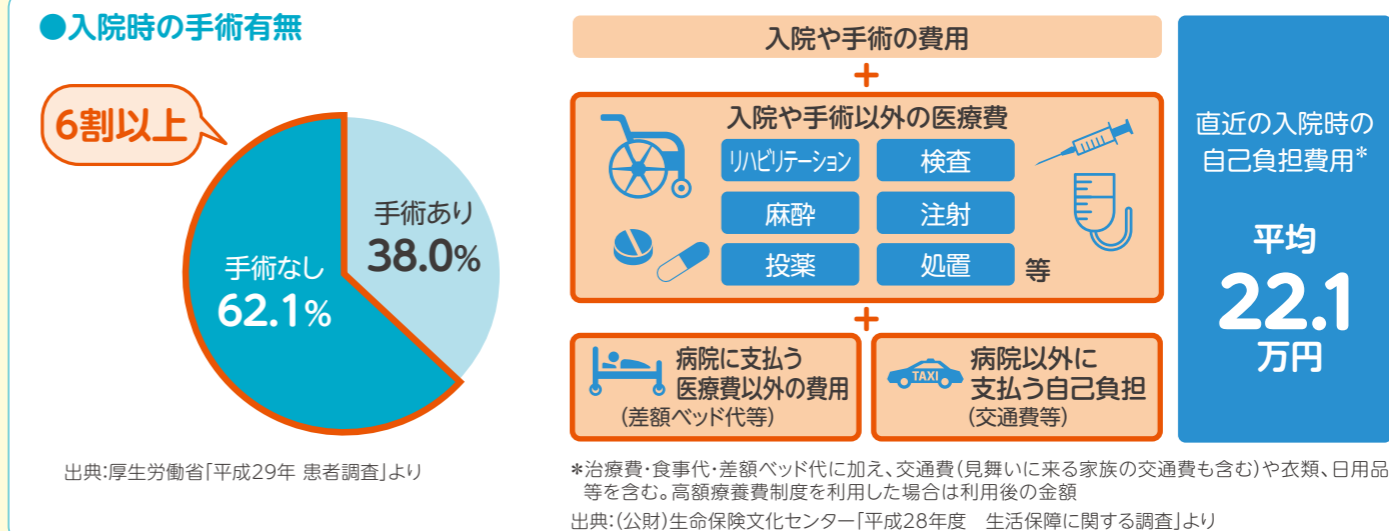 ●入院時の手術有無
6割以上
手術あり
38.0%
手術なし
62.1%
出典:厚生労働省「平成29年 患者調査」より
入院や手術の費用
+
入院や手術以外の医療費
リハビリテーション
検査
麻酔
注射
投薬
処置
等
+
病院に支払う
医療費以外の費用
(差額ベッド代等)
TAXI
病院以外に
支払う自己負担
(交通費等)
直近の入院時の
自己負担費用*
平均
22.1
万円
*治療費・食事代・差額ベッド代に加え、交通費(見舞いに来る家族の交通費も含む)や衣類、日用品
等を含む。高額療養費制度を利用した場合は利用後の金額
出典:(公財)生命保険文化センター「平成28年度 生活保障に関する調査」より